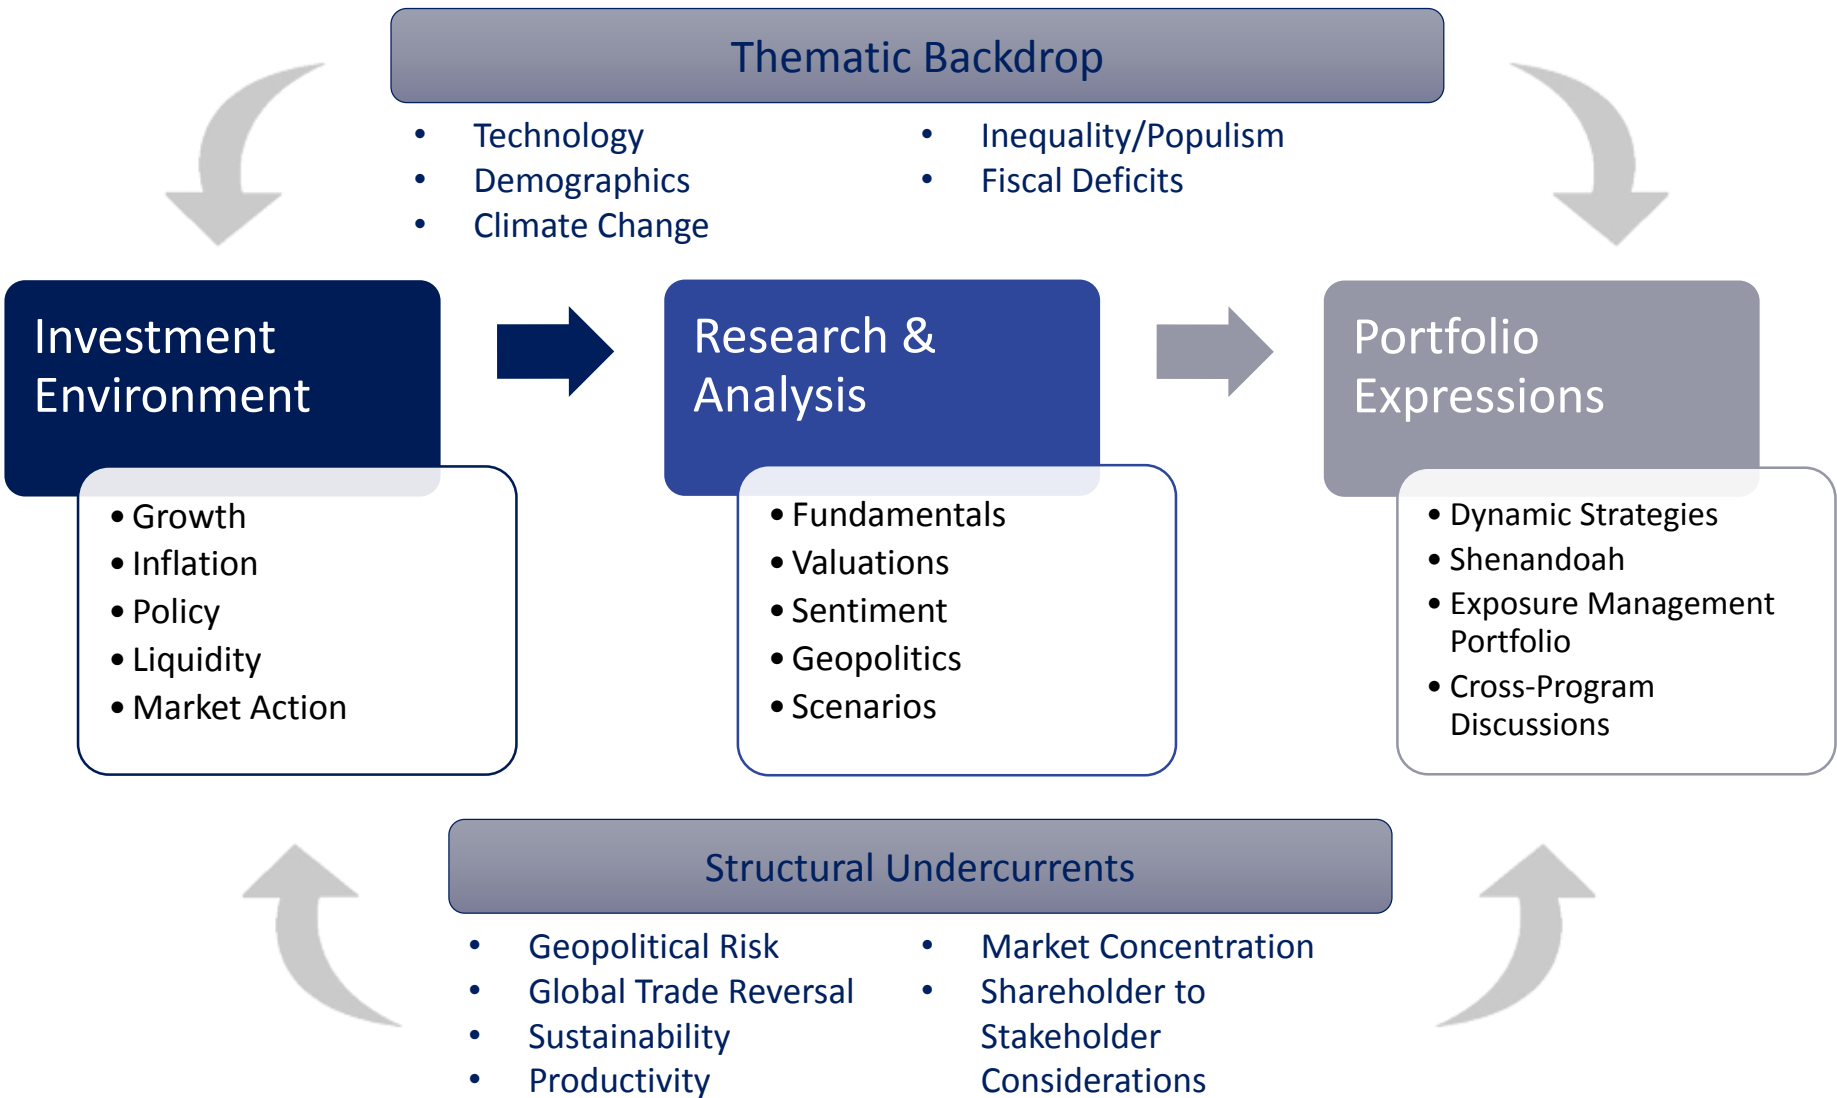 Thematic Backdrop
• Technology
• Demographics
• Climate Change
• Inequality/Populism
• Fiscal Deficits
Investment
Environment
• Growth
• Inflation
• Policy
• Liquidity
• Market Action
Research &
Analysis
• Fundamentals
• Valuations
• Sentiment
• Geopolitics
• Scenarios
Portfolio
Expressions
• Dynamic Strategies
• Shenandoah
• Exposure Management
Portfolio
• Cross-Program
Discussions
Structural Undercurrents
• Geopolitical Risk
• Global Trade Reversal
• Sustainability
• Productivity
• Market Concentration
• Shareholder to
Stakeholder
Considerations